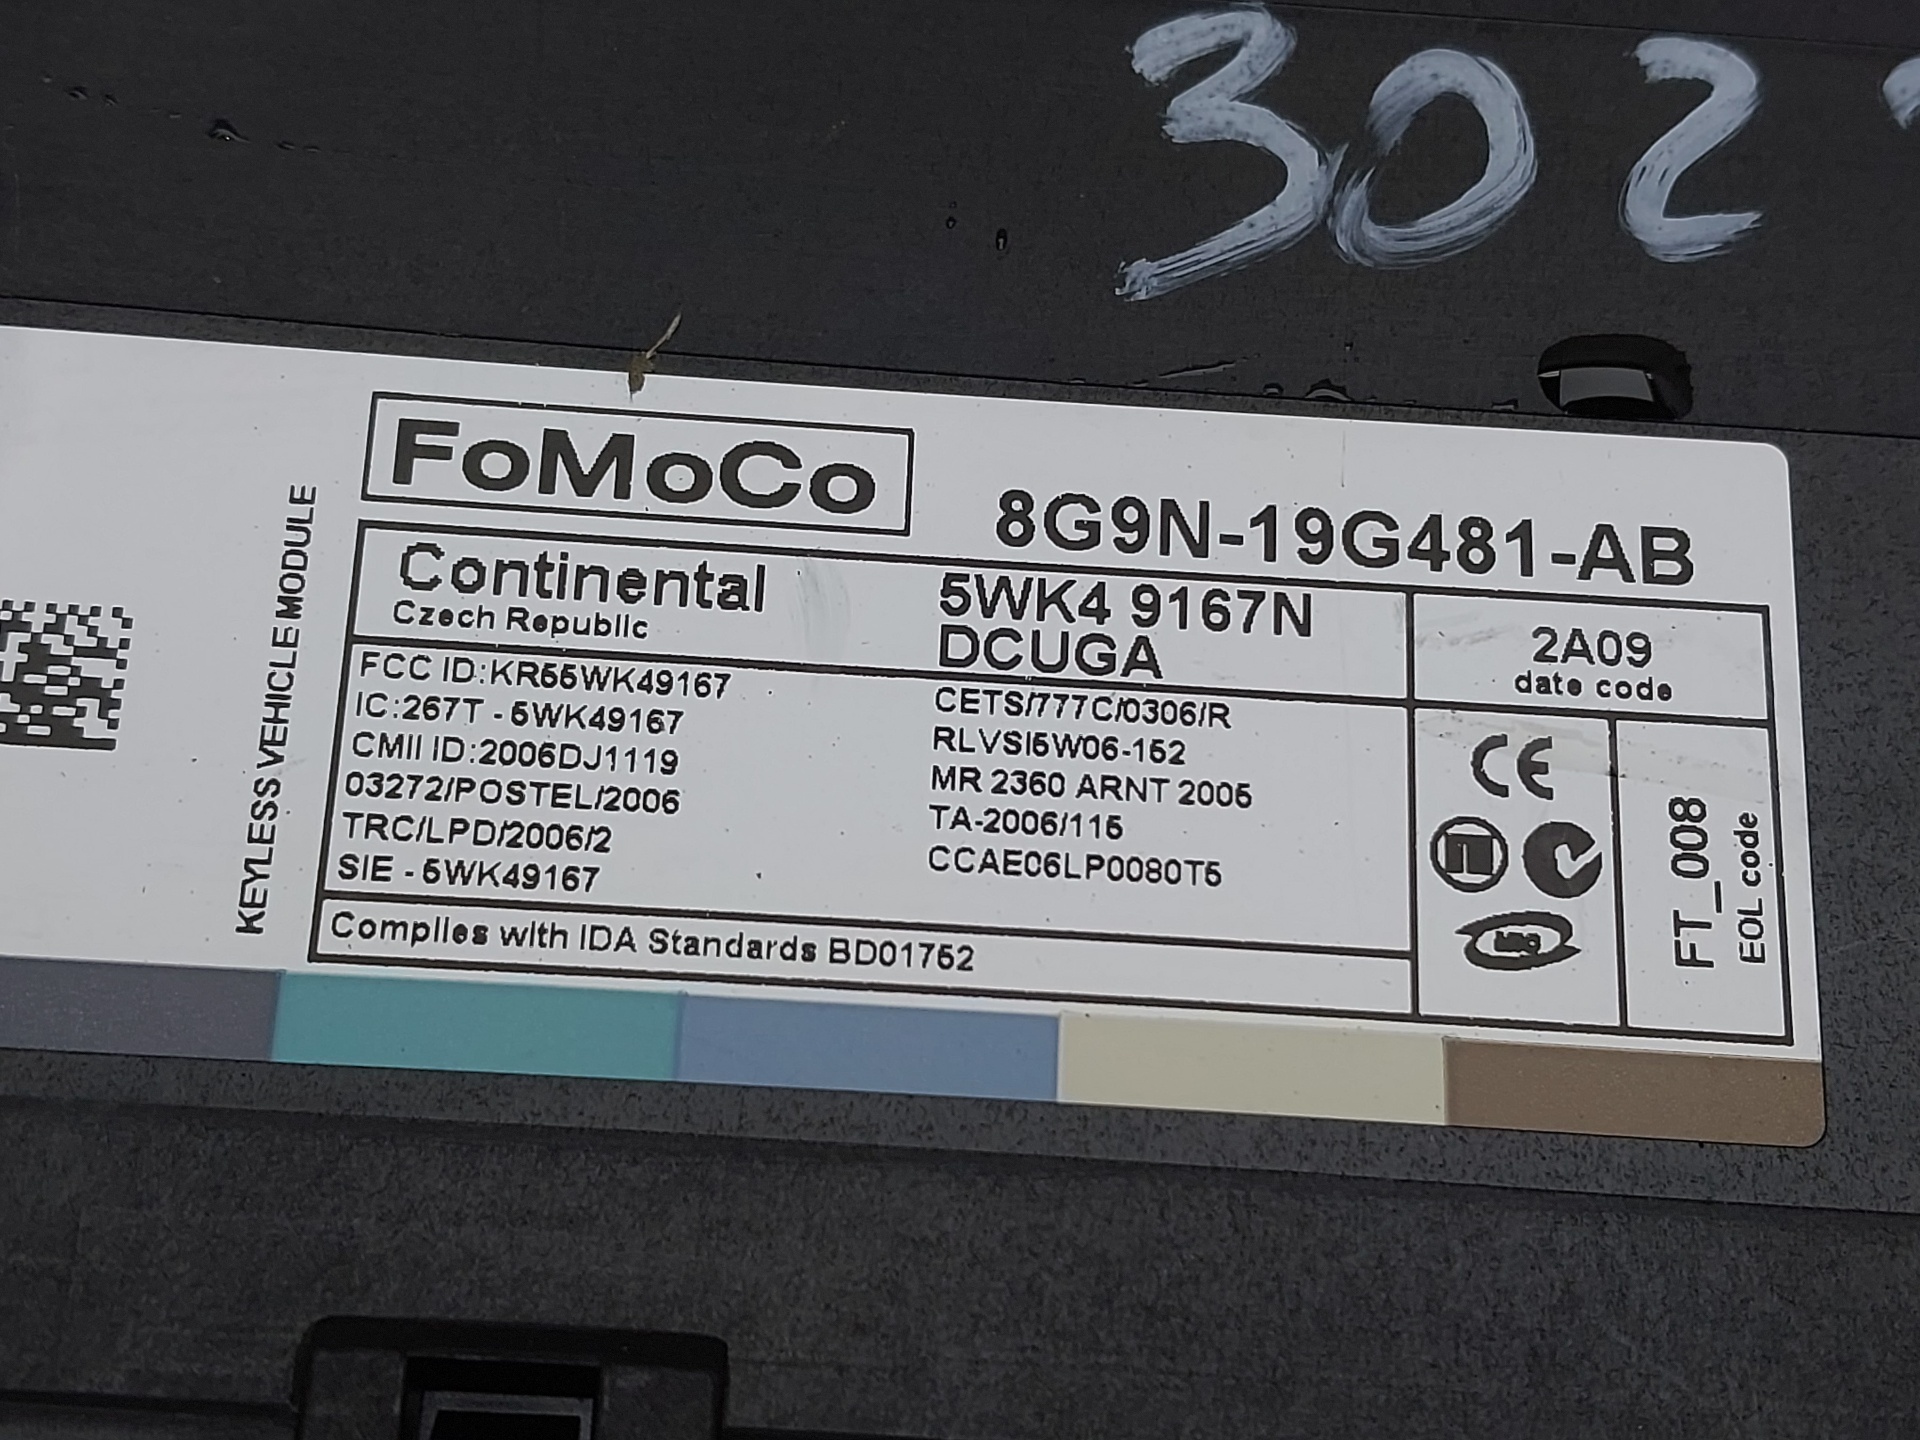 302
FoMoCo
8G9N-19G481-AB
KEYLESS VEHICLE MODULE
Continental
Czech Republic
5WK4 9167N
DCUGA
2A09
date code
FCC ID:KR55WK49167
IC:267T - 5WK49167
CMII ID:2006DJ1119
03272/POSTEL/2006
TRC/LPD/2006/2
SIE - 5WK49167
CETS/777C/0306/R
RLVSI5W06-152
MR 2360 ARNT 2005
TA-2006/115
CCAE06LP0080T5
CE
FT_008
EOL code
Complies with IDA Standards BD01752